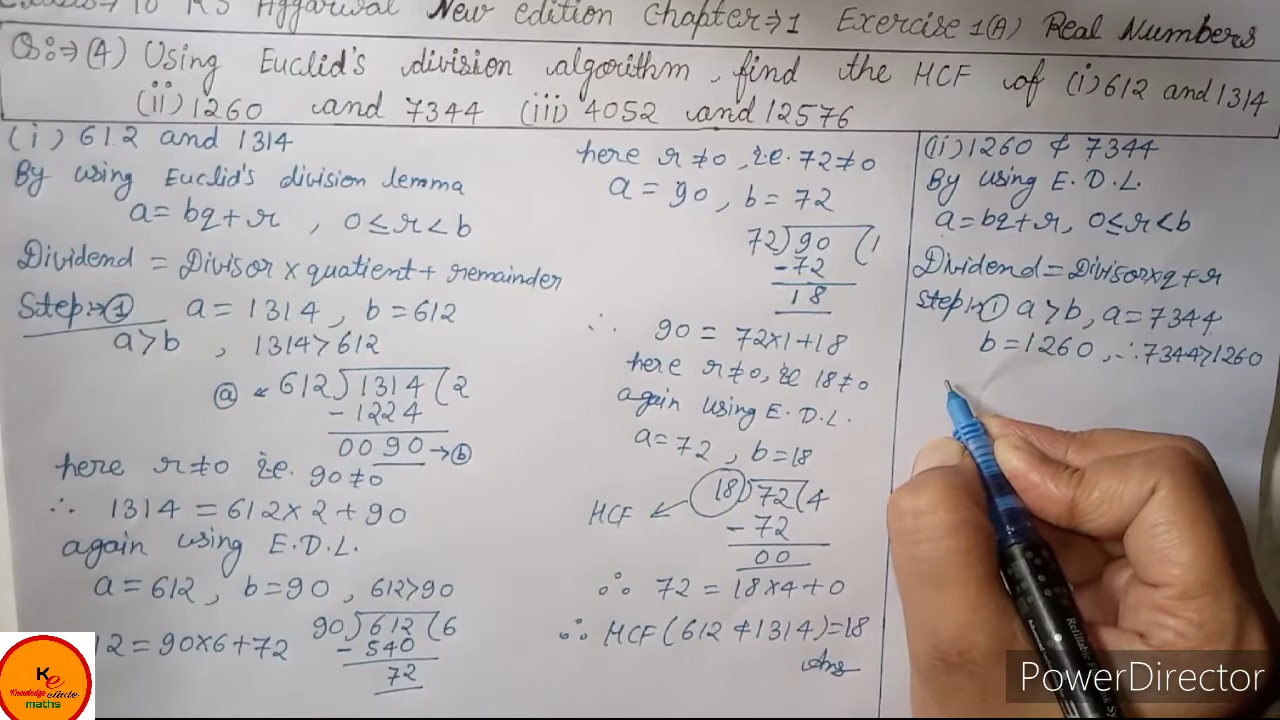 10 RS Aggarwal New edition Chapter⇒1 Exercise 1(A) Real Numbers
Q:⇒(4) Using Euclid's division algorithm, find the HCF of (i) 612 and 1314
(ii) 1260 and 7344 (iii) 4052 and 12576
(i) 612 and 1314
By using Euclid's division lemma
a = bq + r , 0 ≤ r < b
Dividend = Divisor × quatient + remainder
Step:-① a = 1314 , b = 612
a > b , 1314 > 612
ⓐ ← 612) 1314 (2
- 1224
0090 → ⓑ
here r ≠ 0 i.e. 90 ≠ 0
∴ 1314 = 612 × 2 + 90
again using E.D.L.
a = 612 , b = 90 , 612 > 90
12 = 90 × 6 + 72
90) 612 (6
- 540
72
here r ≠ 0 , i.e. 72 ≠ 0
a = 90 , b = 72
72) 90 (1
- 72
18
∴ 90 = 72 × 1 + 18
here r ≠ 0, i.e 18 ≠ 0
again using E.D.L.
a = 72 , b = 18
HCF ← 18) 72 (4
- 72
00
∴ 72 = 18 × 4 + 0
∴ HCF (612 & 1314) = 18
Ans
(ii) 1260 & 7344
By using E.D.L.
a = bq + r, 0 ≤ r < b
Dividend = Divisor × q + r
Step:-① a > b, a = 7344
b = 1260 , ∴ 7344 > 1260
Ke
Knowledge
maths
PowerDirector